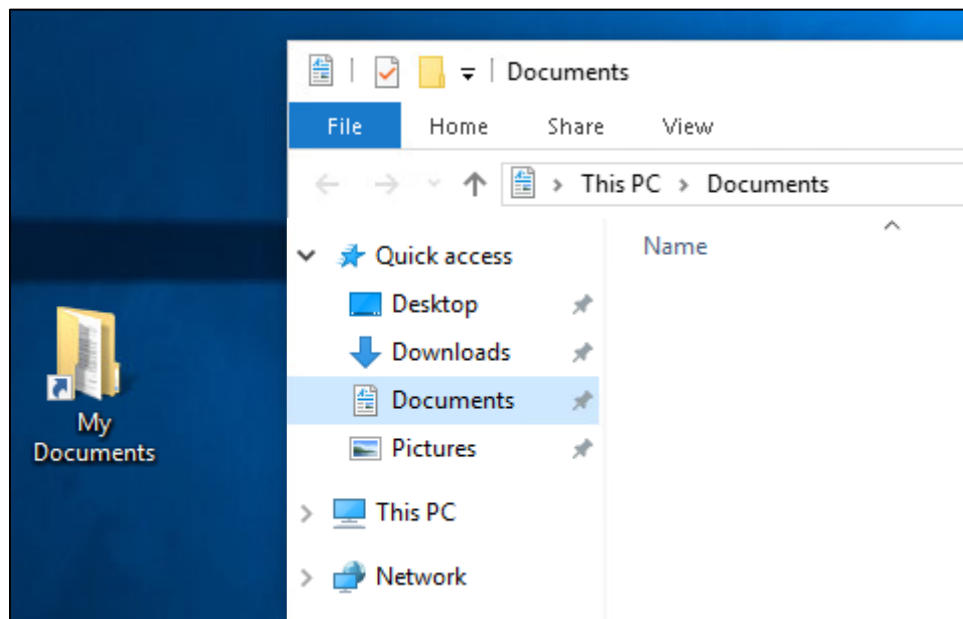 Documents
File Home Share View
This PC > Documents
Name
Quick access
Desktop
Downloads
Documents
Pictures
This PC
Network
My
Documents